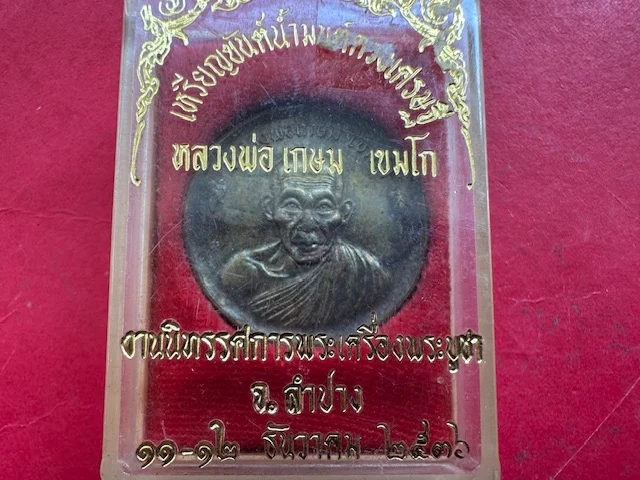 เหรียญขันต์น้ำมนต์ครึ่งเศรษฐี
หลวงพ่อ เกษม เขมโก
งานนิทรรศการพระเครื่องพระบูชา
จ. ลำปาง
๑๑-๑๒ ธันวาคม ๒๕๓๖